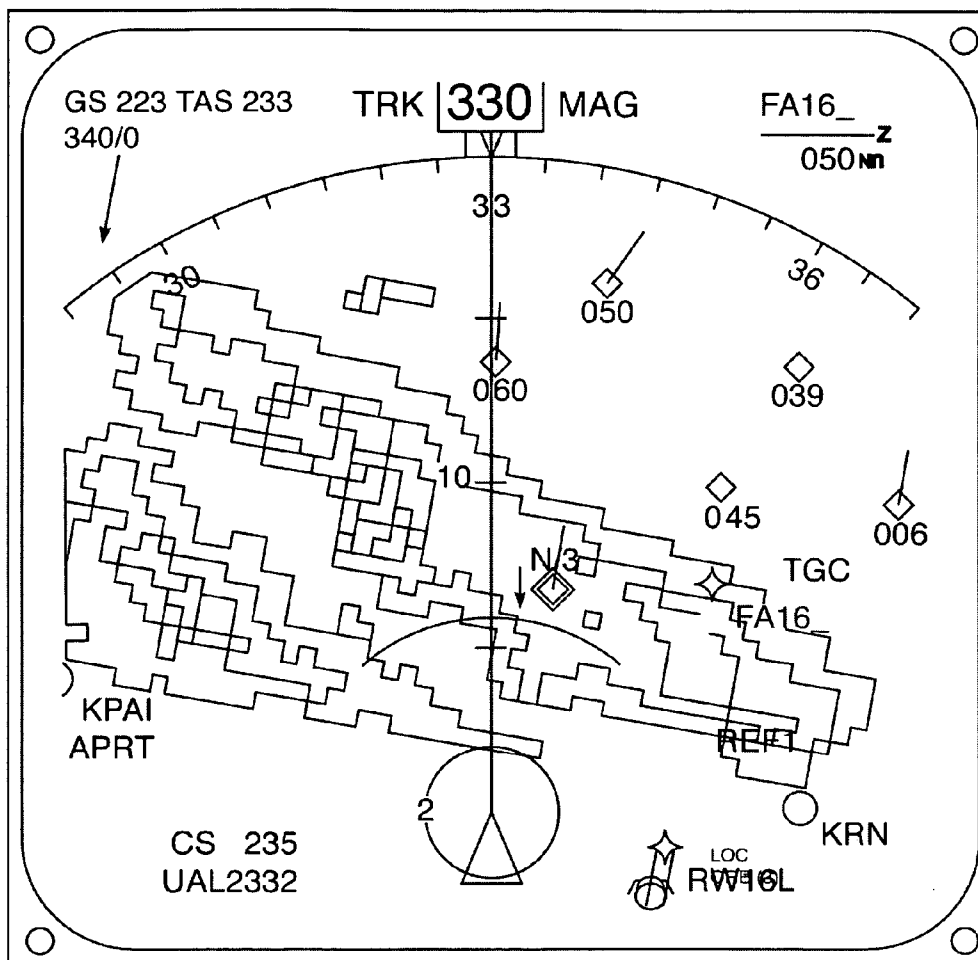 GS 223 TAS 233
340/0
TRK 330 MAG
FA16_
Z
050
33
30
36
050
060
039
10
045
006
N/3
TGC
FA16_
KPAI
APRT
REF1
2
KRN
CS 235
UAL2332
LOC
RW16L